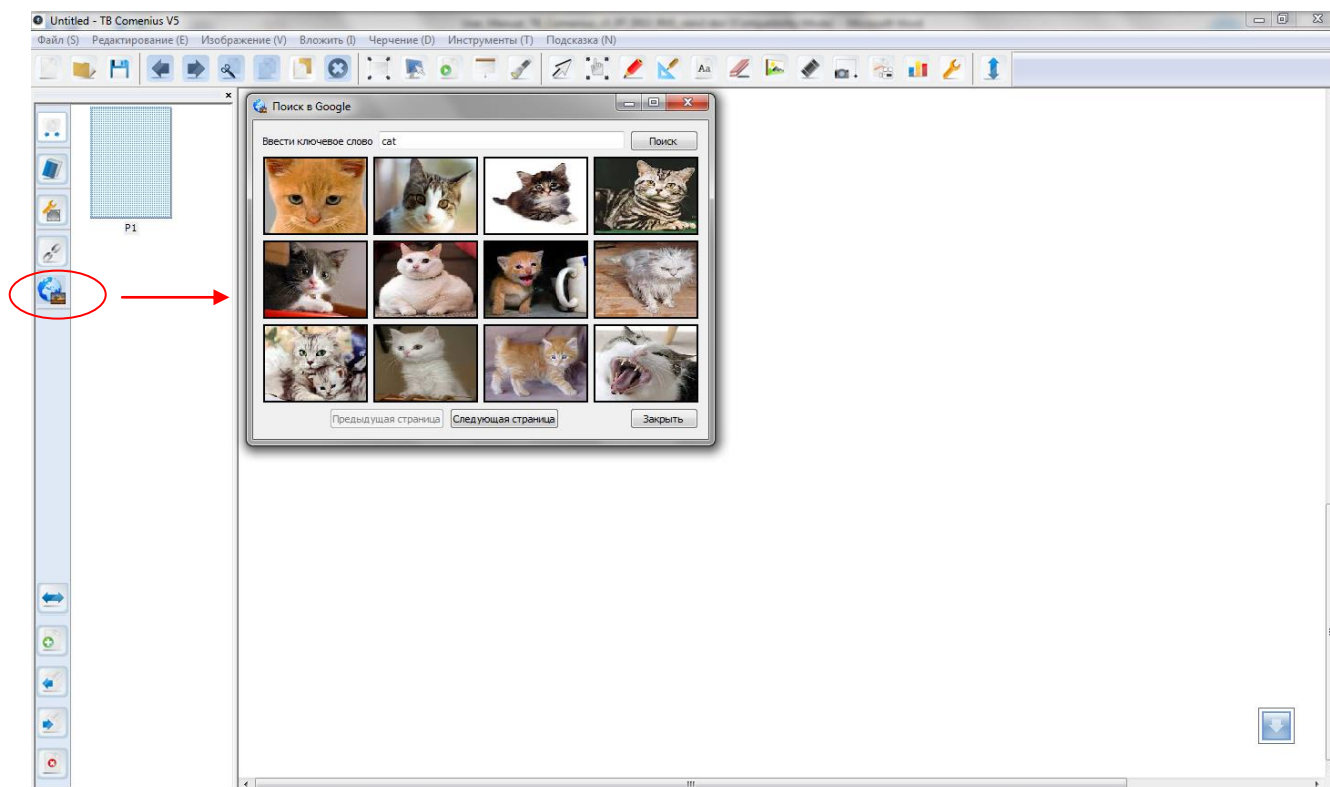 Untitled - TB Comenius V5
Файл (S) Редактирование (E) Изображение (V) Вложить (I) Черчение (D) Инструменты (T) Подсказка (N)
Aa
Поиск в Google
Ввести ключевое слово cat Поиск
P1
Предыдущая страница Следующая страница Закрыть